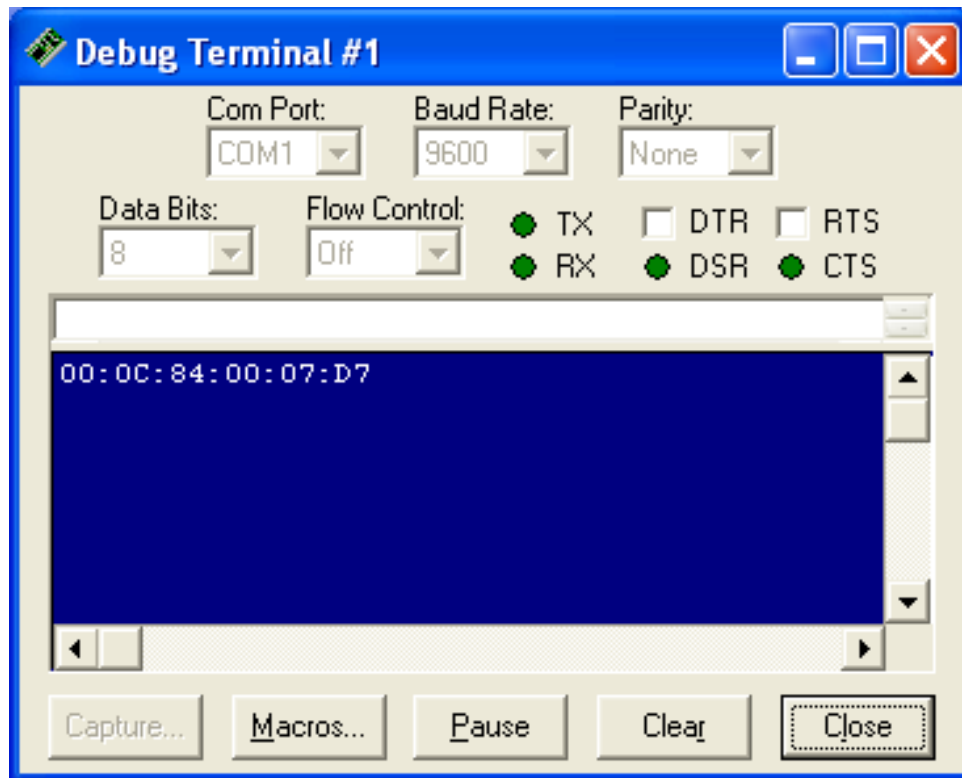 Debug Terminal #1
Com Port: Baud Rate: Parity:
COM1 9600 None
Data Bits: Flow Control: TX DTR RTS
8 Off RX DSR CTS
00:0C:84:00:07:D7
Capture... Macros... Pause Clear Close